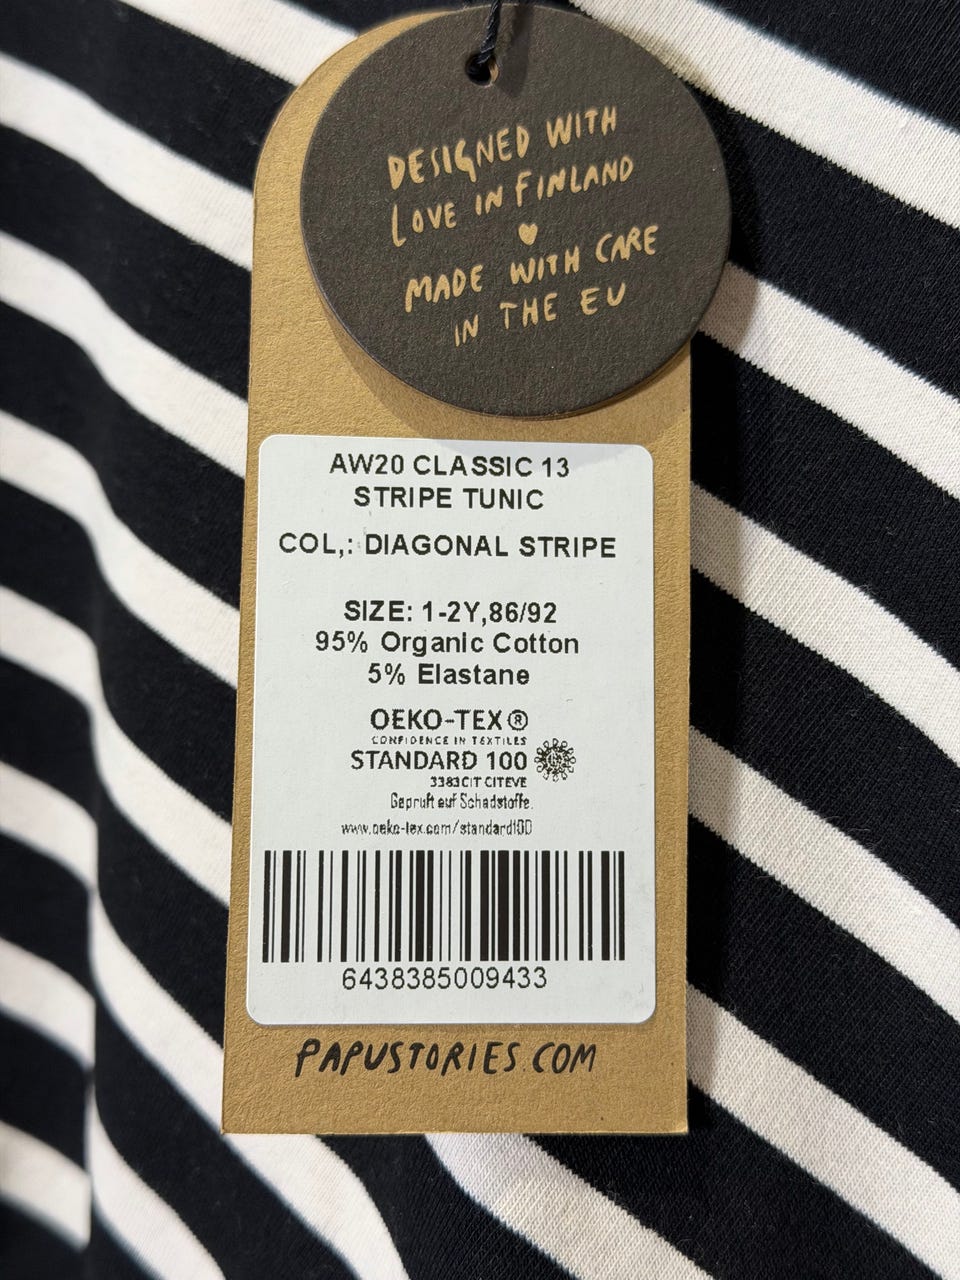 DESIGNED WITH
LOVE IN FINLAND
MADE WITH CARE
IN THE EU
AW20 CLASSIC 13
STRIPE TUNIC
COL,: DIAGONAL STRIPE
SIZE: 1-2Y,86/92
95% Organic Cotton
5% Elastane
OEKO-TEX®
CONFIDENCE IN TEXTILES
STANDARD 100
3383CIT CITEVE
Gepruft auf Schadstoffe.
www.oeko-tex.com/standard100
6438385009433
PAPUSTORIES.COM